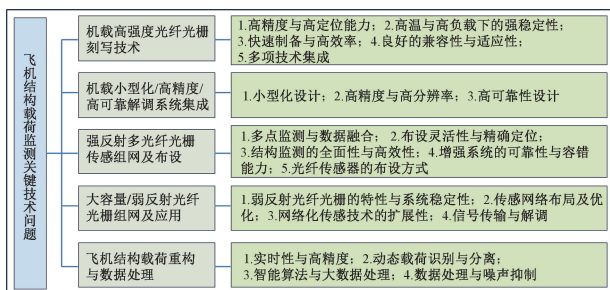 飞机结构载荷监测关键技术问题
机载高强度光纤光栅
刻写技术
1.高精度与高定位能力；2.高温与高负载下的强稳定性；
3.快速制备与高效率；4.良好的兼容性与适应性；
5.多项技术集成
机载小型化/高精度/
高可靠解调系统集成
1.小型化设计；2.高精度与高分辨率；3.高可靠性设计
强反射多光纤光栅
传感组网及布设
1.多点监测与数据融合；2.布设灵活性与精确定位；
3.结构监测的全面性与高效性；4.增强系统的可靠性与容错
能力；5.光纤传感器的布设方式
大容量/弱反射光纤
光栅组网及应用
1.弱反射光纤光栅的特性与系统稳定性；2.传感网络布局及优
化；3.网络化传感技术的扩展性；4.信号传输与解调
飞机结构载荷重构
与数据处理
1.实时性与高精度；2.动态载荷识别与分离；
3.智能算法与大数据处理；4.数据处理与噪声抑制